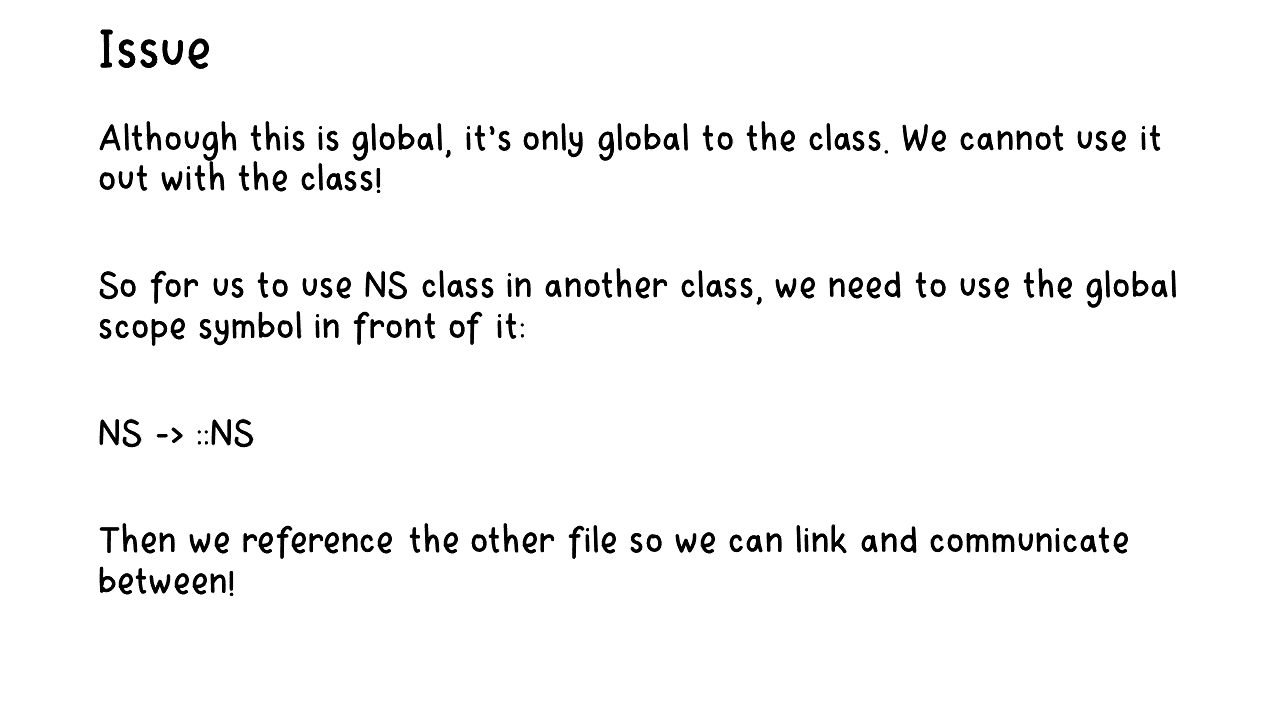 Issue
Although this is global, it's only global to the class. We cannot use it
out with the class!
So for us to use NS class in another class, we need to use the global
scope symbol in front of it:
NS -> ::NS
Then we reference the other file so we can link and communicate
between!